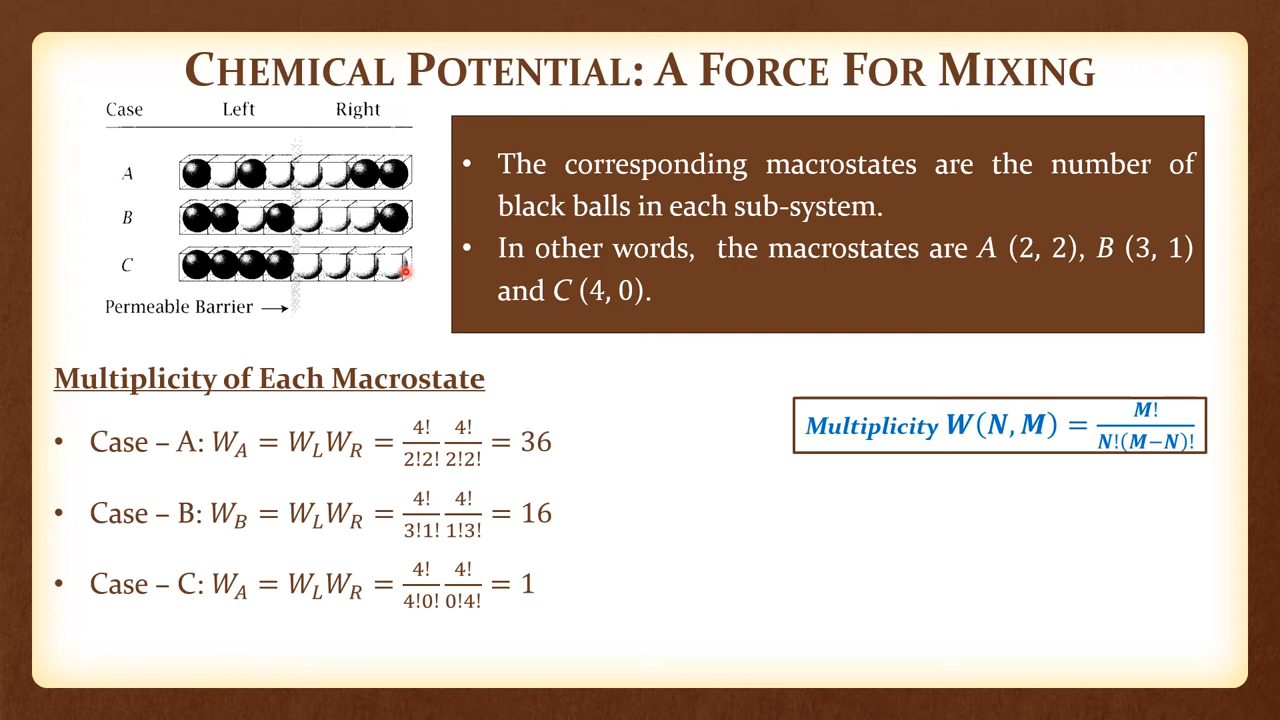 CHEMICAL POTENTIAL: A FORCE FOR MIXING
Case Left Right
A
B
C
Permeable Barrier →
• The corresponding macrostates are the number of
black balls in each sub-system.
• In other words, the macrostates are A (2, 2), B (3, 1)
and C (4, 0).
Multiplicity of Each Macrostate
• Case – A: W_A = W_L W_R = 4!/2!2! 4!/2!2! = 36
• Case – B: W_B = W_L W_R = 4!/3!1! 4!/1!3! = 16
• Case – C: W_A = W_L W_R = 4!/4!0! 4!/0!4! = 1
Multiplicity W(N, M) = M!/N!(M−N)!